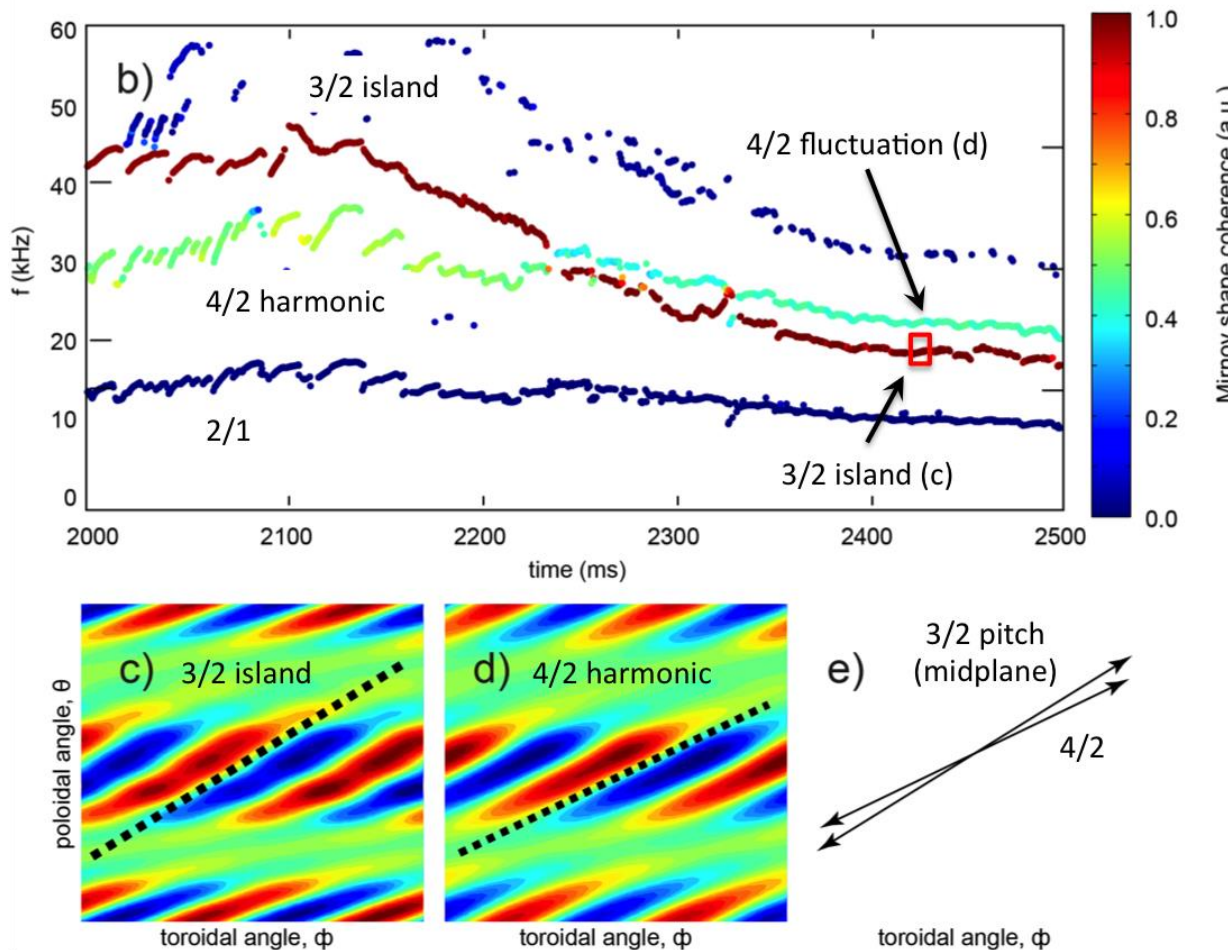 b)
3/2 island
4/2 fluctuation (d)
4/2 harmonic
2/1
3/2 island (c)
f (kHz)
60
50
40
30
20
10
0
2000
2100
2200
2300
2400
2500
time (ms)
1.0
0.8
0.6
0.4
0.2
0.0
Mirnov shape coherence (a.u.)
c) 3/2 island
d) 4/2 harmonic
e) 3/2 pitch
(midplane)
4/2
poloidal angle, θ
toroidal angle, ϕ
toroidal angle, ϕ
toroidal angle, ϕ